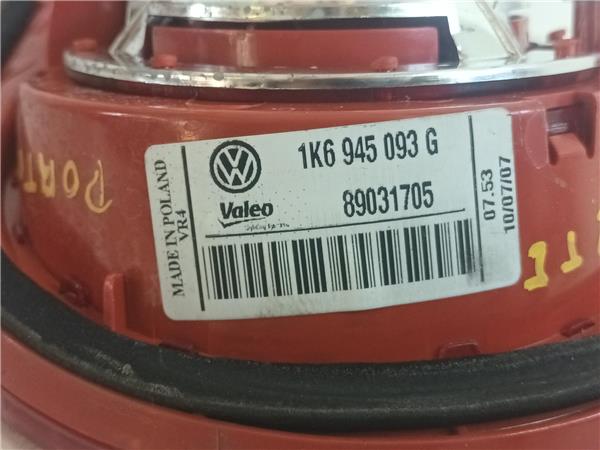 1K6 945 093 G
Valeo
89031705
MADE IN POLAND
VR4
07.53
10/07/07